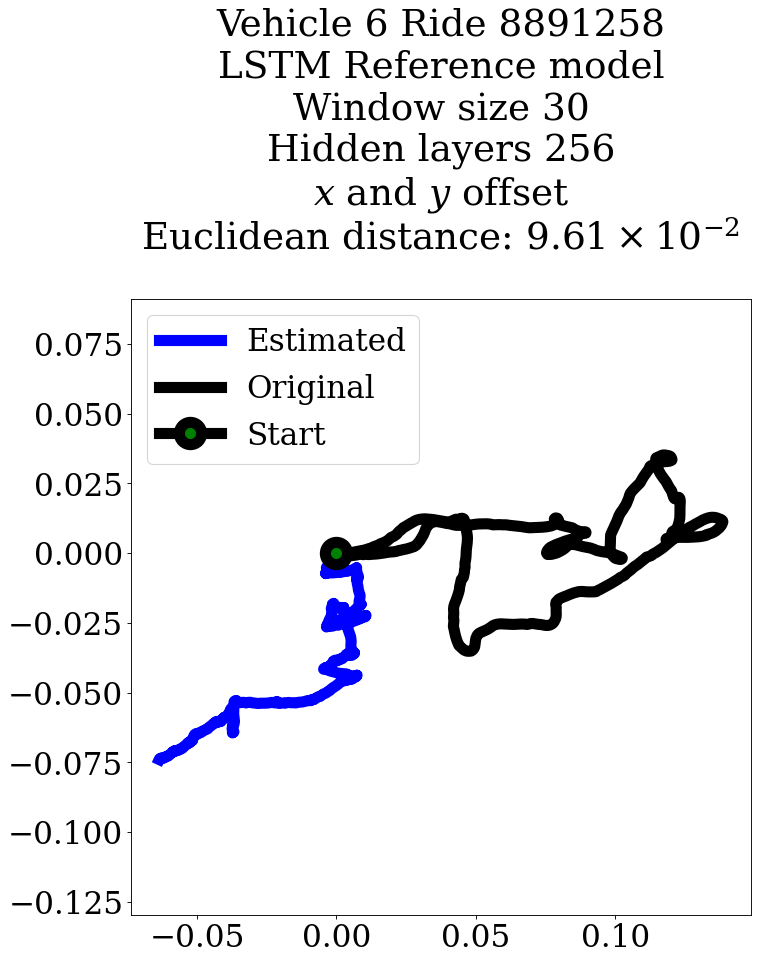 Vehicle 6 Ride 8891258
LSTM Reference model
Window size 30
Hidden layers 256
x and y offset
Euclidean distance: 9.61 × 10⁻²
Estimated
Original
Start
0.075
0.050
0.025
0.000
−0.025
−0.050
−0.075
−0.100
−0.125
−0.05 0.00 0.05 0.10